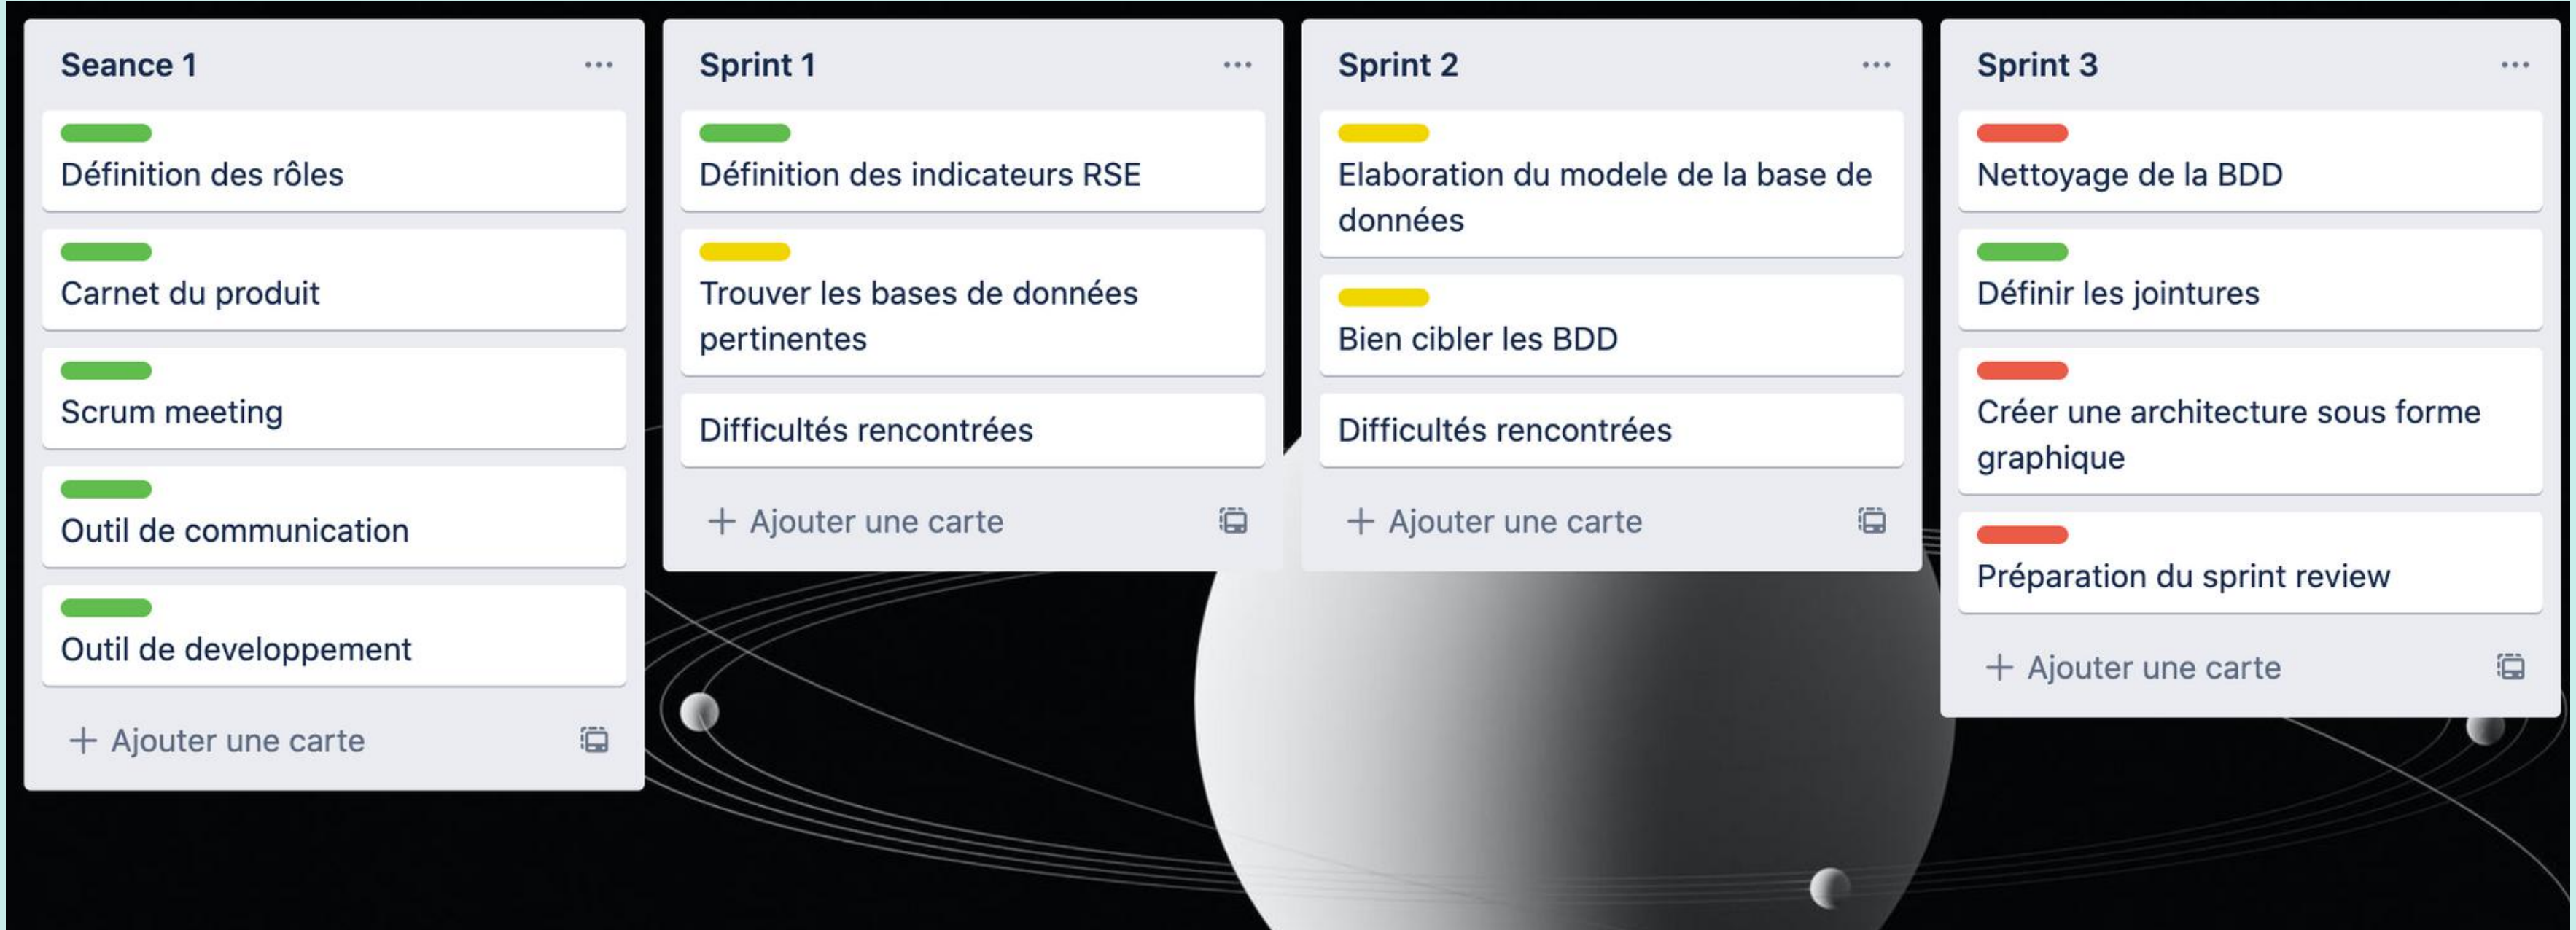 Seance 1
Définition des rôles
Carnet du produit
Scrum meeting
Outil de communication
Outil de developpement
+ Ajouter une carte
Sprint 1
Définition des indicateurs RSE
Trouver les bases de données
pertinentes
Difficultés rencontrées
+ Ajouter une carte
Sprint 2
Elaboration du modele de la base de
données
Bien cibler les BDD
Difficultés rencontrées
+ Ajouter une carte
Sprint 3
Nettoyage de la BDD
Définir les jointures
Créer une architecture sous forme
graphique
Préparation du sprint review
+ Ajouter une carte